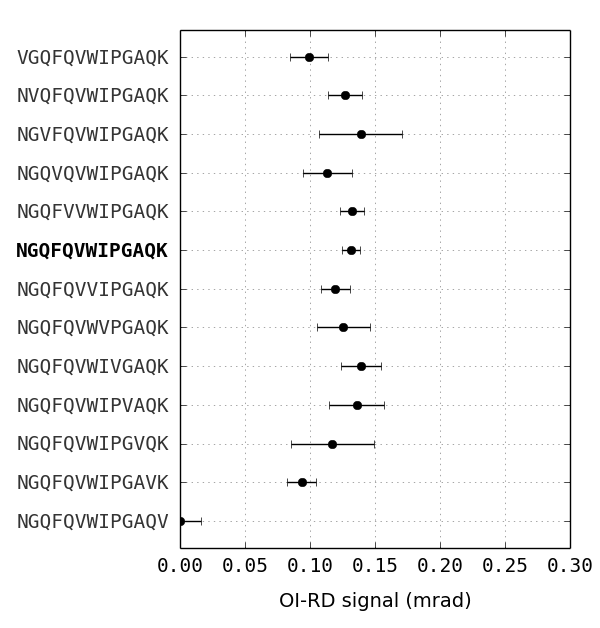 VGQFQVWIPGAQK
NVQFQVWIPGAQK
NGVFQVWIPGAQK
NGQVQVWIPGAQK
NGQFVVWIPGAQK
NGQFQVWIPGAQK
NGQFQVVIPGAQK
NGQFQVWVPGAQK
NGQFQVWIVGAQK
NGQFQVWIPVAQK
NGQFQVWIPGVQK
NGQFQVWIPGAVK
NGQFQVWIPGAQV
0.00 0.05 0.10 0.15 0.20 0.25 0.30
OI-RD signal (mrad)